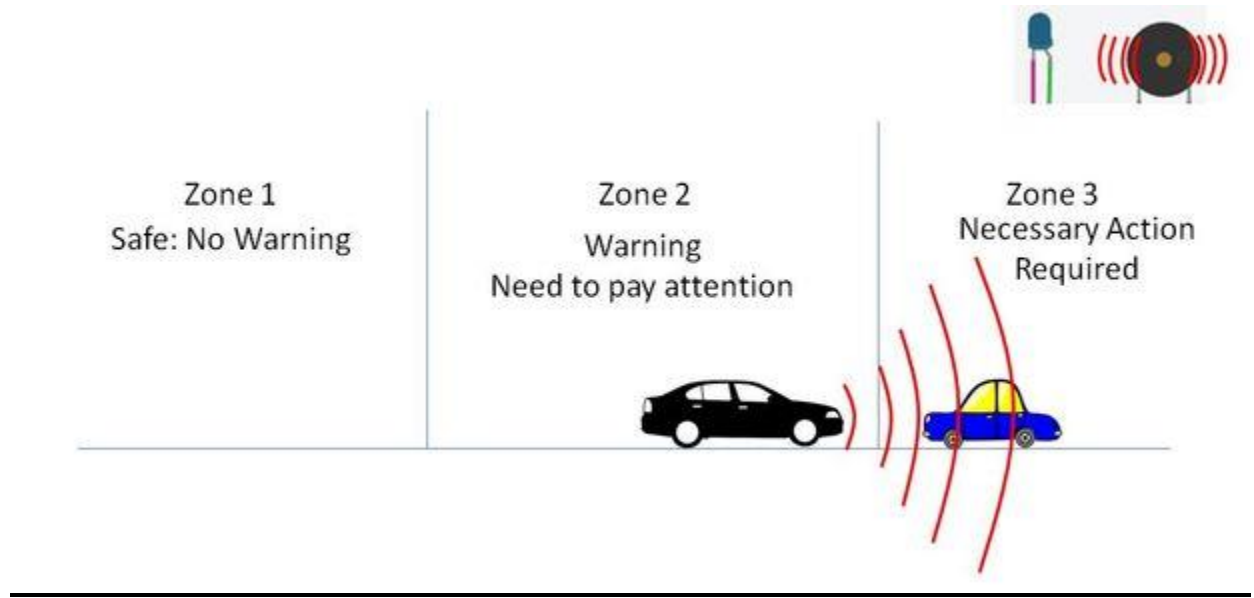 Zone 1
Safe: No Warning
Zone 2
Warning
Need to pay attention
Zone 3
Necessary Action
Required